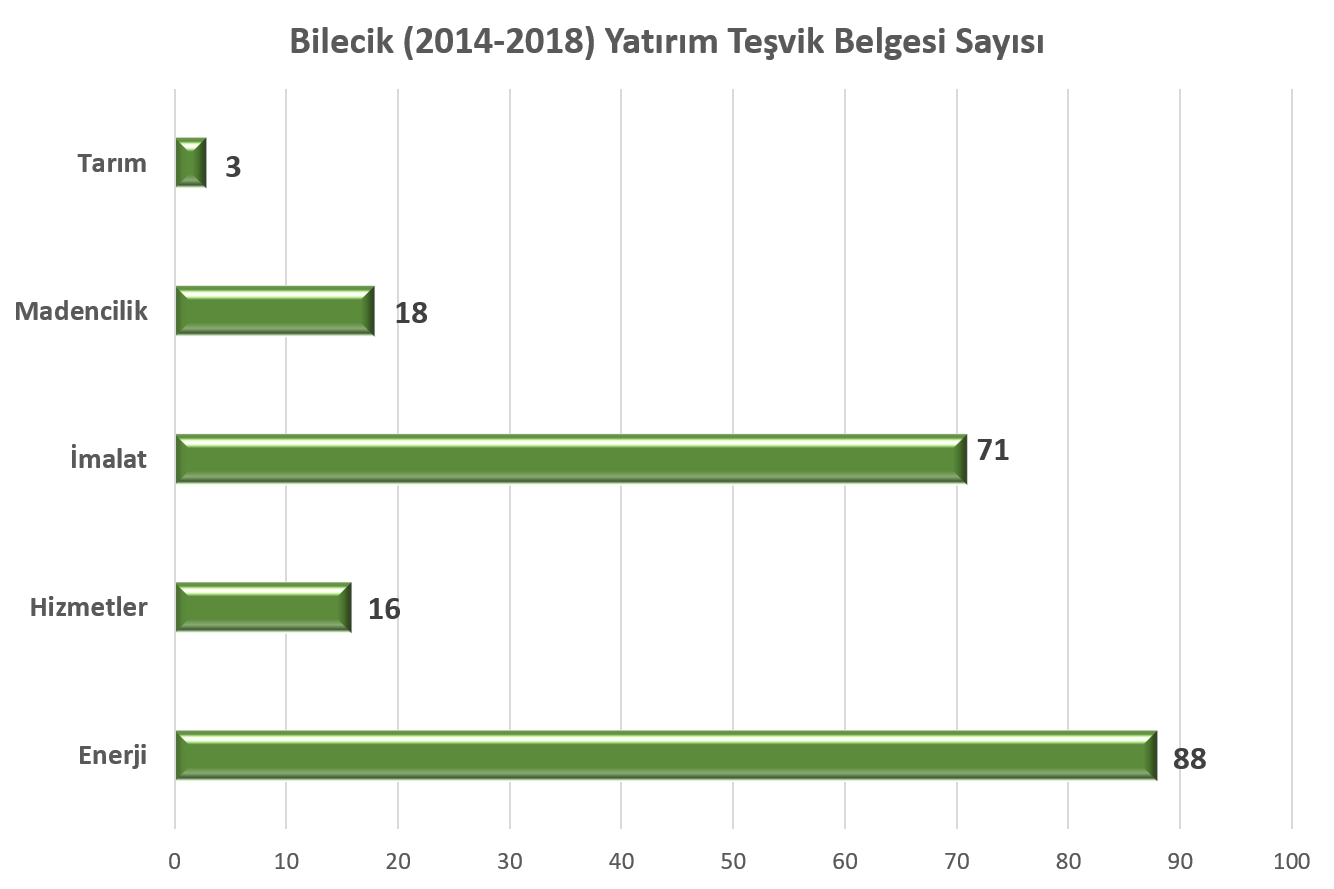 Bilecik (2014-2018) Yatırım Teşvik Belgesi Sayısı
Tarım 3
Madencilik 18
İmalat 71
Hizmetler 16
Enerji 88
0 10 20 30 40 50 60 70 80 90 100